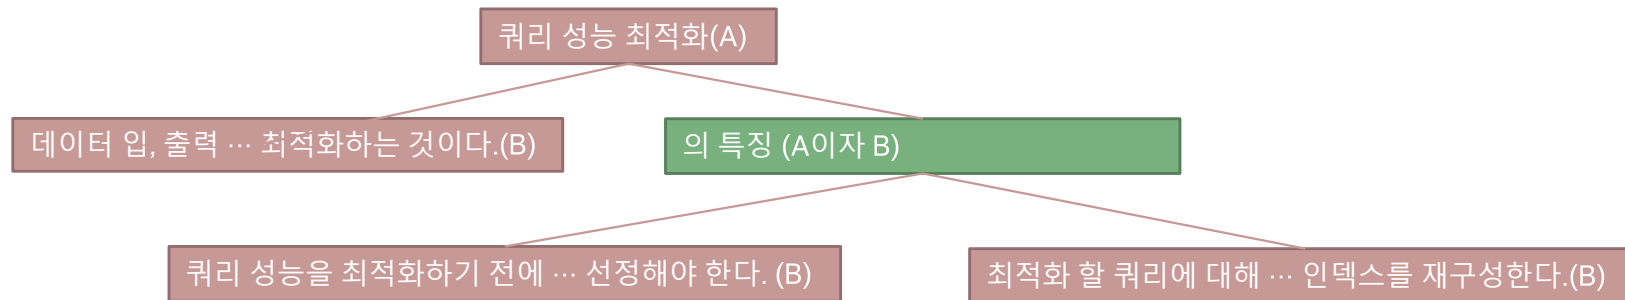 쿼리 성능 최적화(A)
데이터 입, 출력 … 최적화하는 것이다.(B)
의 특징 (A이자 B)
쿼리 성능을 최적화하기 전에 … 선정해야 한다. (B)
최적화 할 쿼리에 대해 … 인덱스를 재구성한다.(B)